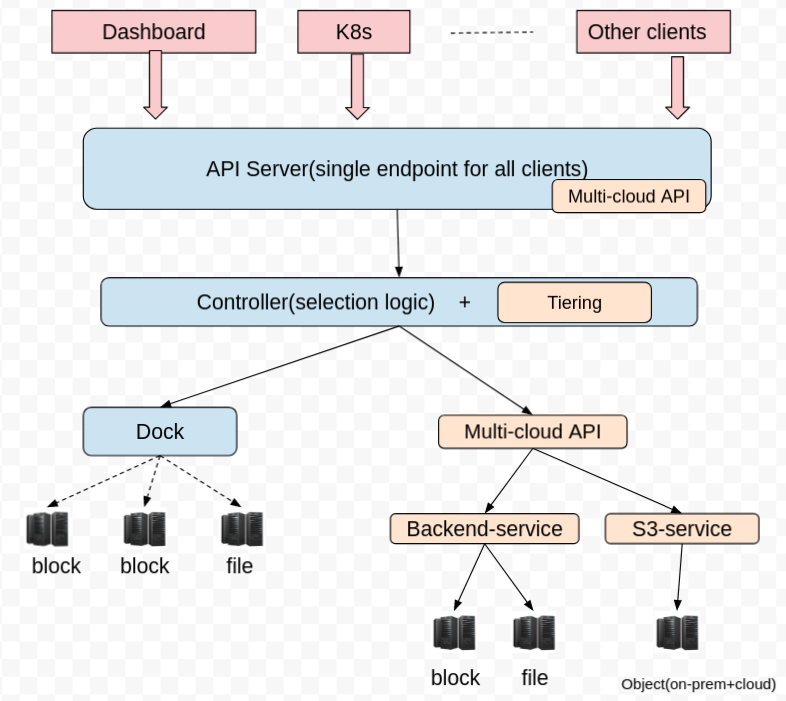 Dashboard
K8s
Other clients
API Server(single endpoint for all clients)
Multi-cloud API
Controller(selection logic)
+
Tiering
Dock
Multi-cloud API
Backend-service
S3-service
block
block
file
block
file
Object(on-prem+cloud)